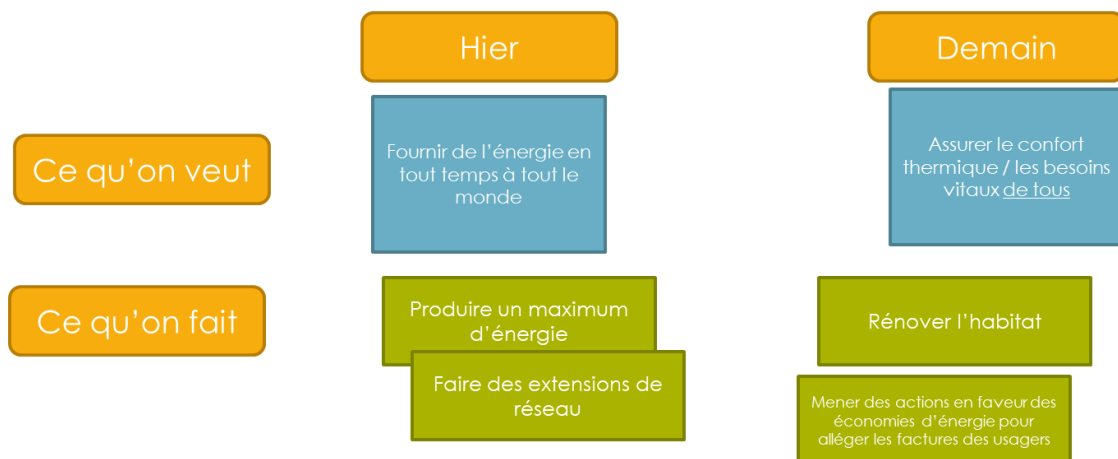 Hier
Demain
Ce qu'on veut
Fournir de l'énergie en
tout temps à tout le
monde
Assurer le confort
thermique / les besoins
vitaux de tous
Ce qu'on fait
Produire un maximum
d'énergie
Faire des extensions de
réseau
Rénover l'habitat
Mener des actions en faveur des
économies d'énergie pour
alléger les factures des usagers